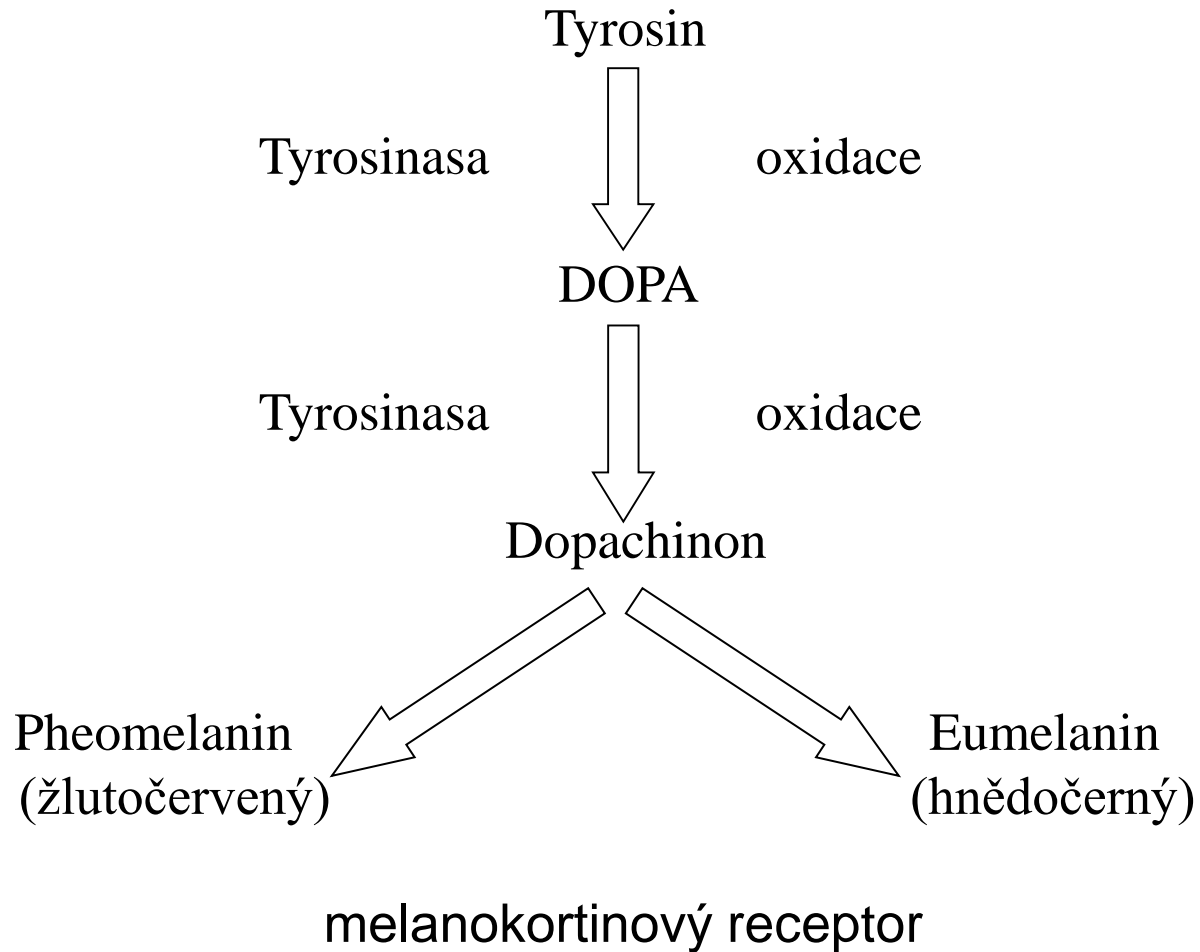 Tyrosin
Tyrosinasa oxidace
DOPA
Tyrosinasa oxidace
Dopachinon
Pheomelanin Eumelanin
(žlutočervený) (hnědočerný)
melanokortinový receptor